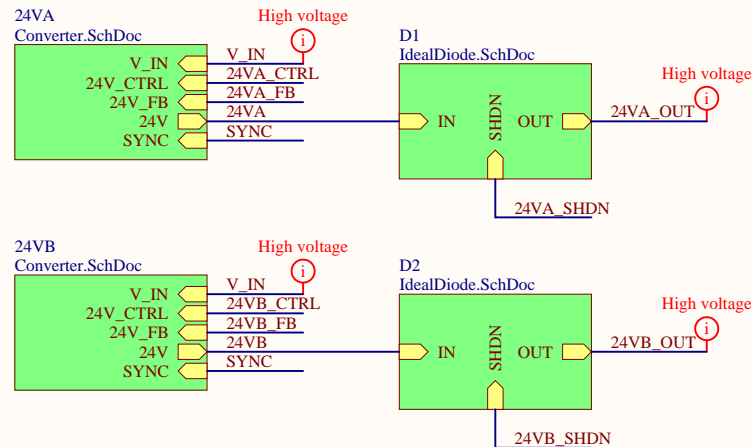 24VA
Converter.SchDoc
High voltage
i
V_IN
V_IN
24V_CTRL
24VA_CTRL
24V_FB
24VA_FB
24V
24VA
SYNC
SYNC
D1
IdealDiode.SchDoc
IN
SHDN
OUT
24VA_OUT
High voltage
i
24VA_SHDN
24VB
Converter.SchDoc
High voltage
i
V_IN
V_IN
24V_CTRL
24VB_CTRL
24V_FB
24VB_FB
24V
24VB
SYNC
SYNC
D2
IdealDiode.SchDoc
IN
SHDN
OUT
24VB_OUT
High voltage
i
24VB_SHDN